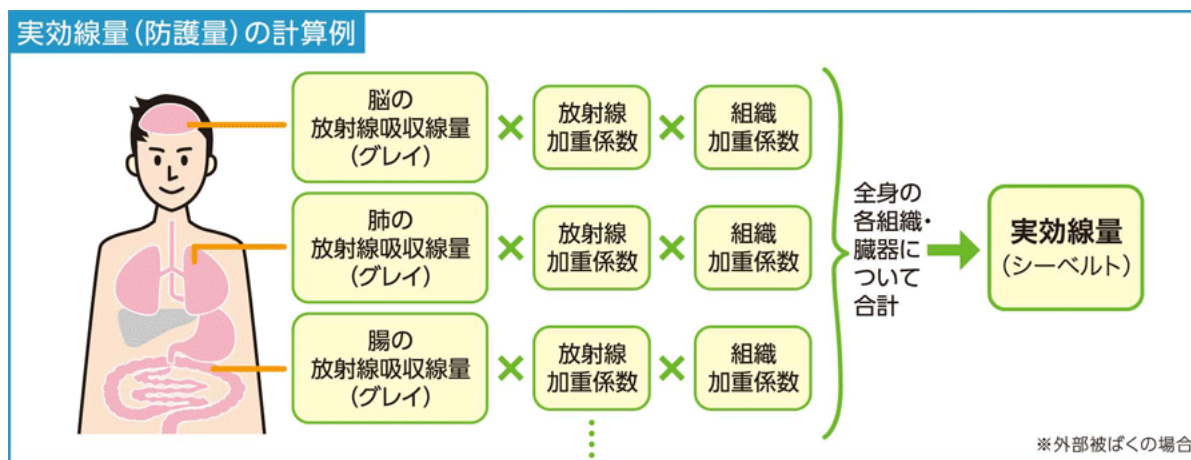 実効線量(防護量)の計算例
脳の
放射線吸収線量
(グレイ)
×
放射線
加重係数
×
組織
加重係数
肺の
放射線吸収線量
(グレイ)
×
放射線
加重係数
×
組織
加重係数
腸の
放射線吸収線量
(グレイ)
×
放射線
加重係数
×
組織
加重係数
全身の
各組織・
臓器に
ついて
合計
実効線量
(シーベルト)
※外部被ばくの場合